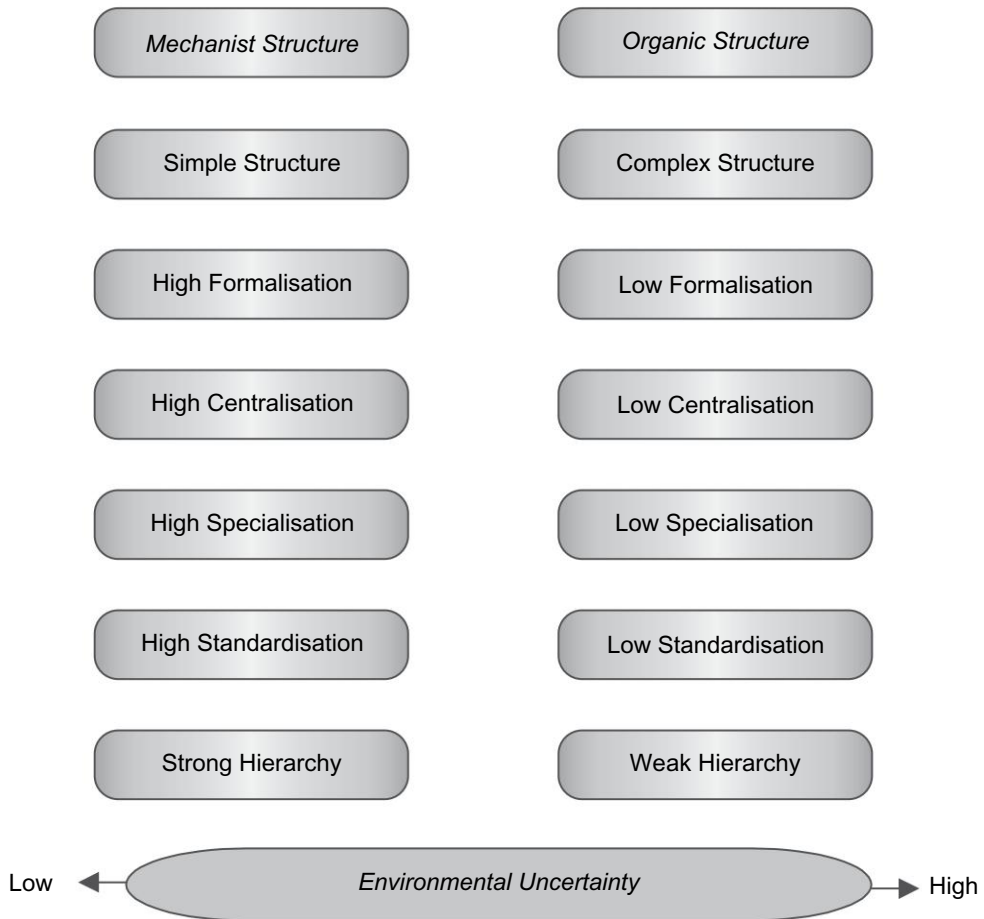 Mechanist Structure
Organic Structure
Simple Structure
Complex Structure
High Formalisation
Low Formalisation
High Centralisation
Low Centralisation
High Specialisation
Low Specialisation
High Standardisation
Low Standardisation
Strong Hierarchy
Weak Hierarchy
Low
Environmental Uncertainty
High